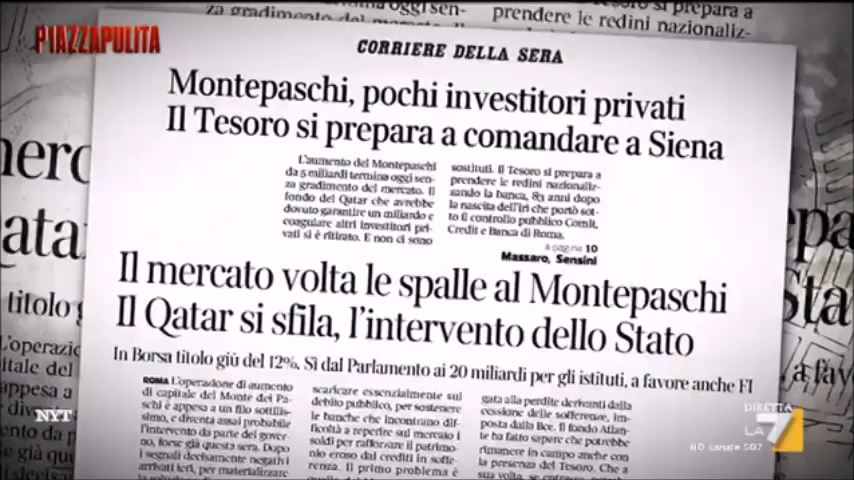 PIAZZAPULITA
CORRIERE DELLA SERA
Montepaschi, pochi investitori privati
Il Tesoro si prepara a comandare a Siena
L'aumento del Montepaschi
da 5 miliardi termina oggi sen-
za gradimento del mercato. Il
fondo del Qatar che avrebbe
dovuto garantire un miliardo e
coagulare altri investitori pri-
vati si è ritirato. E non ci sono
sostituti. Il Tesoro si prepara a
prendere le redini nazionaliz-
zando la banca, 83 anni dopo
la nascita dell'Iri che portò sot-
to il controllo pubblico Comit,
Credit e Banca di Roma.
a pagina 10
Massaro, Sensini
Il mercato volta le spalle al Montepaschi
Il Qatar si sfila, l'intervento dello Stato
In Borsa titolo giù del 12%. Sì dal Parlamento ai 20 miliardi per gli istituti, a favore anche FI
ROMA L'operazione di aumento
di capitale del Monte dei Pa-
schi è appesa a un filo sottilis-
simo, e diventa assai probabile
l'intervento da parte del gover-
no, forse già questa sera. Dopo
i segnali decisamente negativi
arrivati ieri, per materializzare
scaricare essenzialmente sul
debito pubblico, per sostenere
le banche che incontrano dif-
ficoltà a reperire sul mercato i
soldi per rafforzare il patrimo-
nio eroso dai crediti in soffe-
renza. Il primo problema è
gata alla perdite derivanti dalla
cessione delle sofferenze, im-
posta dalla Bce. Il fondo Atlan-
te ha fatto sapere che potrebbe
rimanere in campo anche con
la presenza del Tesoro. Che a
NYT
DIRETTA
LA7
HD canale 507